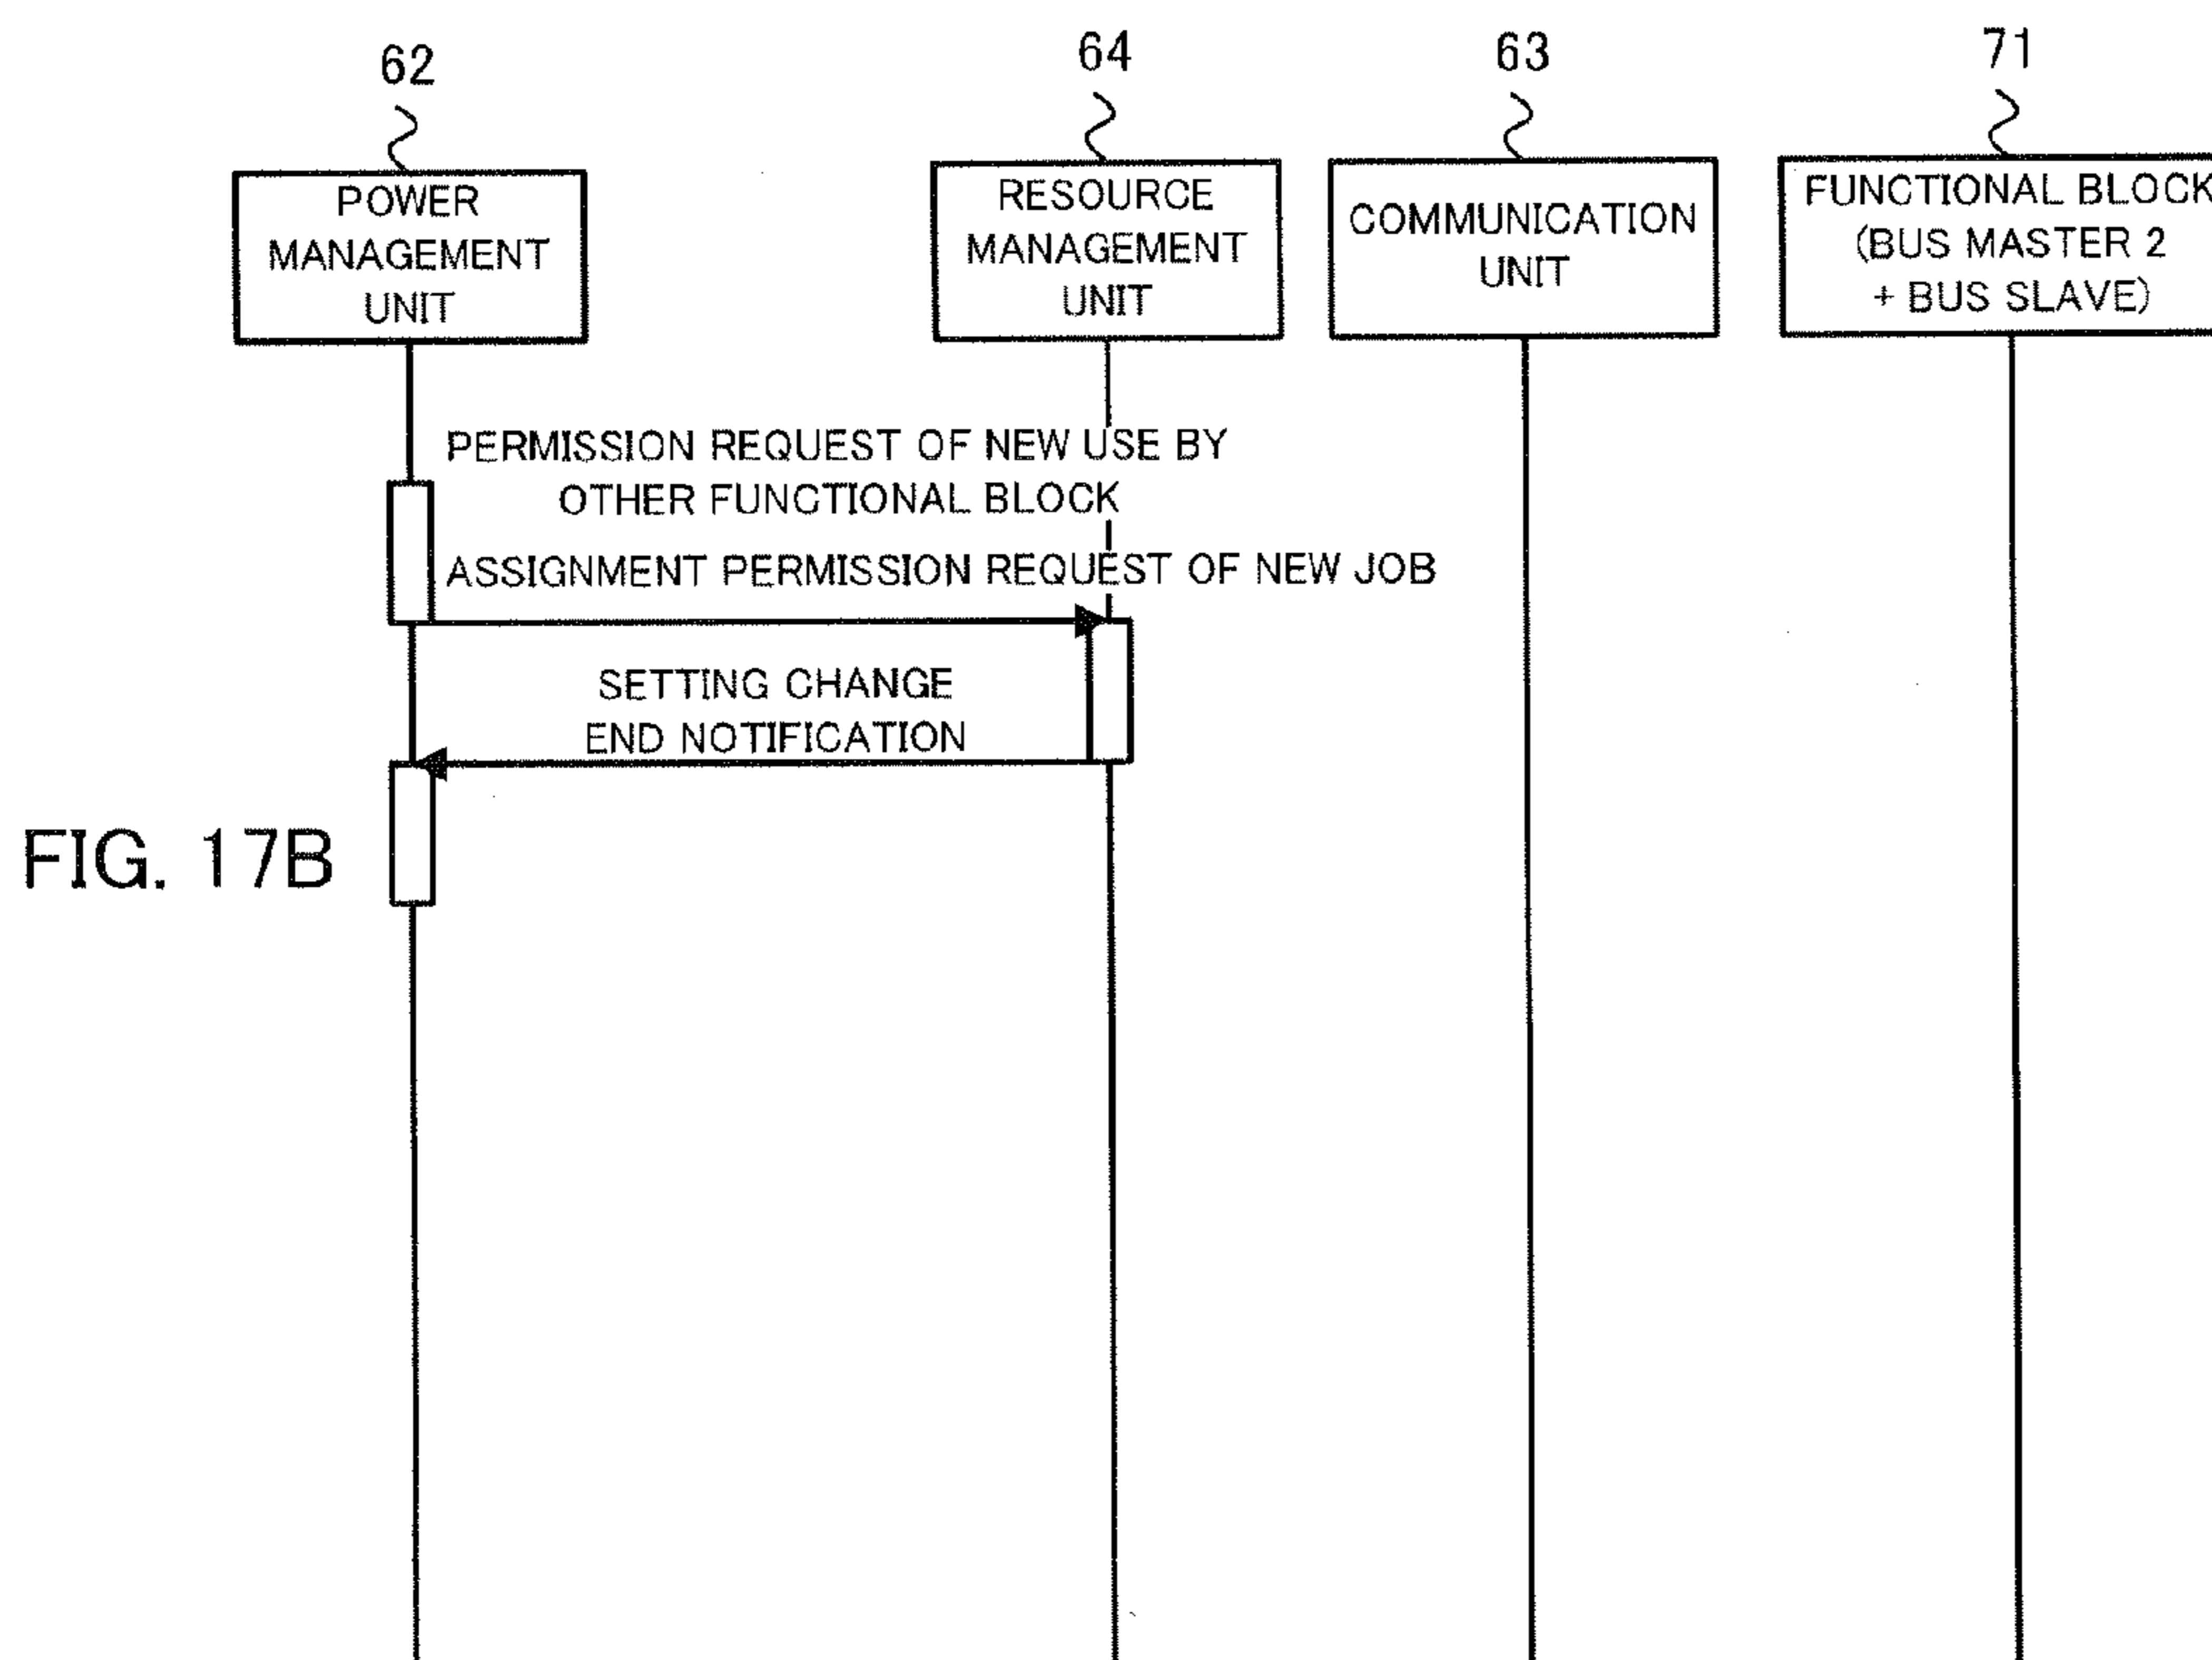 62
64
63
71
POWER
MANAGEMENT
UNIT
RESOURCE
MANAGEMENT
UNIT
COMMUNICATION
UNIT
FUNCTIONAL BLOCK
(BUS MASTER 2
+ BUS SLAVE)
PERMISSION REQUEST OF NEW USE BY
OTHER FUNCTIONAL BLOCK
ASSIGNMENT PERMISSION REQUEST OF NEW JOB
SETTING CHANGE
END NOTIFICATION
FIG. 17B